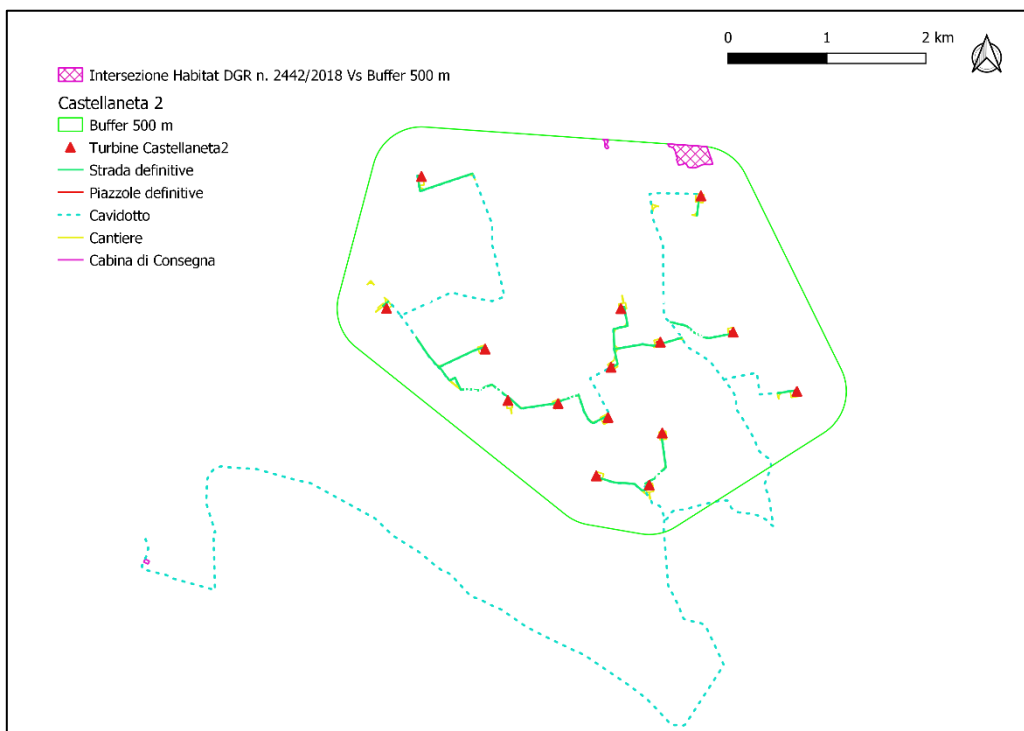 0 1 2 km
Intersezione Habitat DGR n. 2442/2018 Vs Buffer 500 m
Castellaneta 2
Buffer 500 m
Turbine Castellaneta2
Strada definitive
Piazzole definitive
Cavidotto
Cantiere
Cabina di Consegna